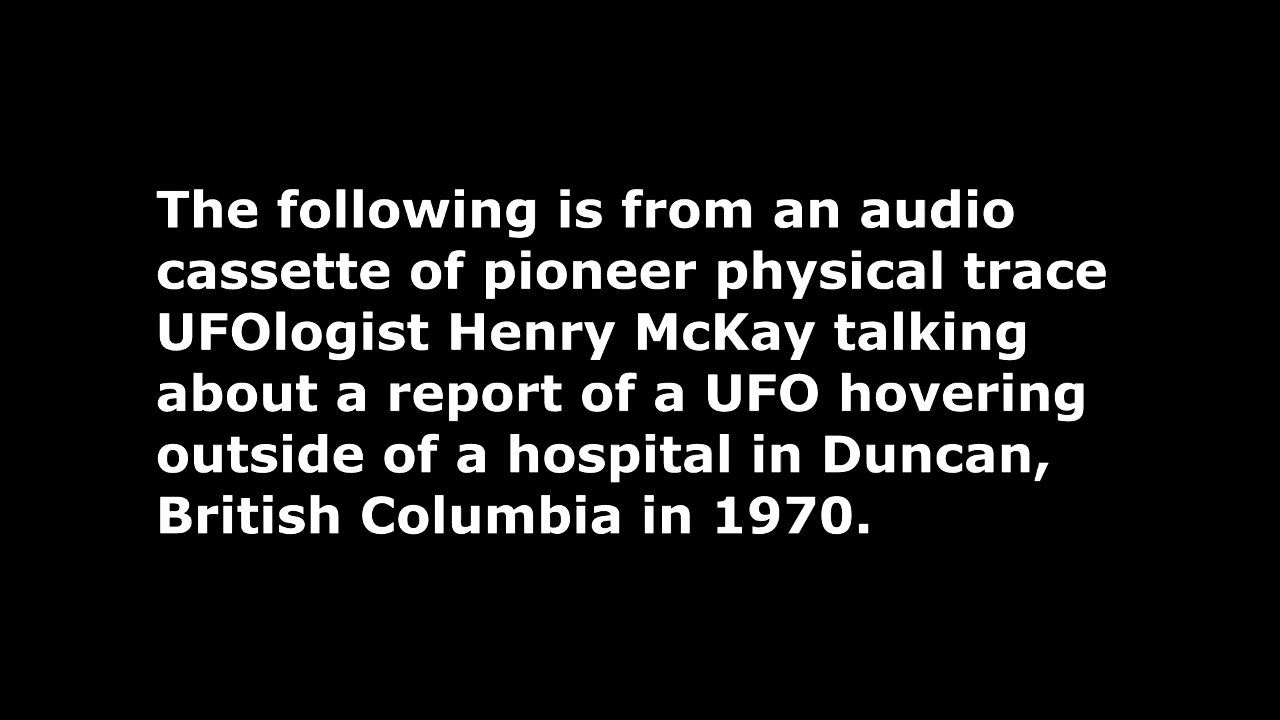 The following is from an audio
cassette of pioneer physical trace
UFOlogist Henry McKay talking
about a report of a UFO hovering
outside of a hospital in Duncan,
British Columbia in 1970.